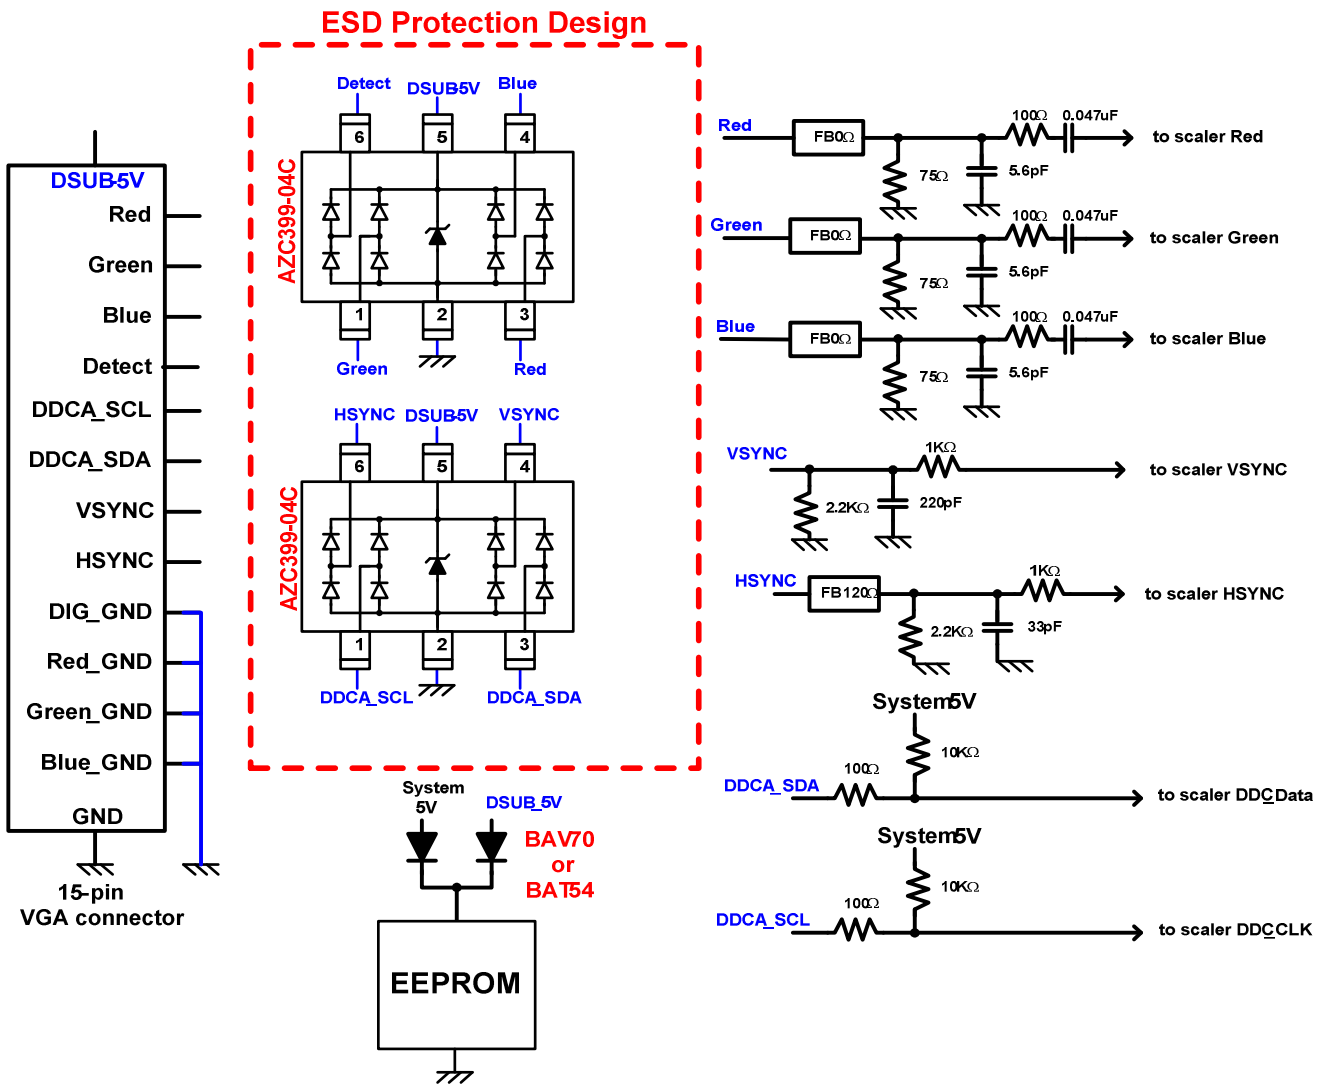 ESD Protection Design
DSUB-5V
Red
Green
Blue
Detect
DDCA_SCL
DDCA_SDA
VSYNC
HSYNC
DIG_GND
Red_GND
Green_GND
Blue_GND
GND
15-pin
VGA connector
Detect
DSUB-5V
Blue
6
5
4
AZC399-04C
1
2
3
Green
Red
HSYNC
DSUB-5V
VSYNC
6
5
4
AZC399-04C
1
2
3
DDCA_SCL
DDCA_SDA
System
5V
DSUB_5V
BAV70
or
BAT54
EEPROM
Red
FB0Ω
75Ω
5.6pF
100Ω
0.047uF
to scaler Red
Green
FB0Ω
75Ω
5.6pF
100Ω
0.047uF
to scaler Green
Blue
FB0Ω
75Ω
5.6pF
100Ω
0.047uF
to scaler Blue
VSYNC
2.2KΩ
220pF
1KΩ
to scaler VSYNC
HSYNC
FB120Ω
2.2KΩ
33pF
1KΩ
to scaler HSYNC
System5V
10KΩ
DDCA_SDA
100Ω
to scaler DDCData
System5V
10KΩ
DDCA_SCL
100Ω
to scaler DDCCLK